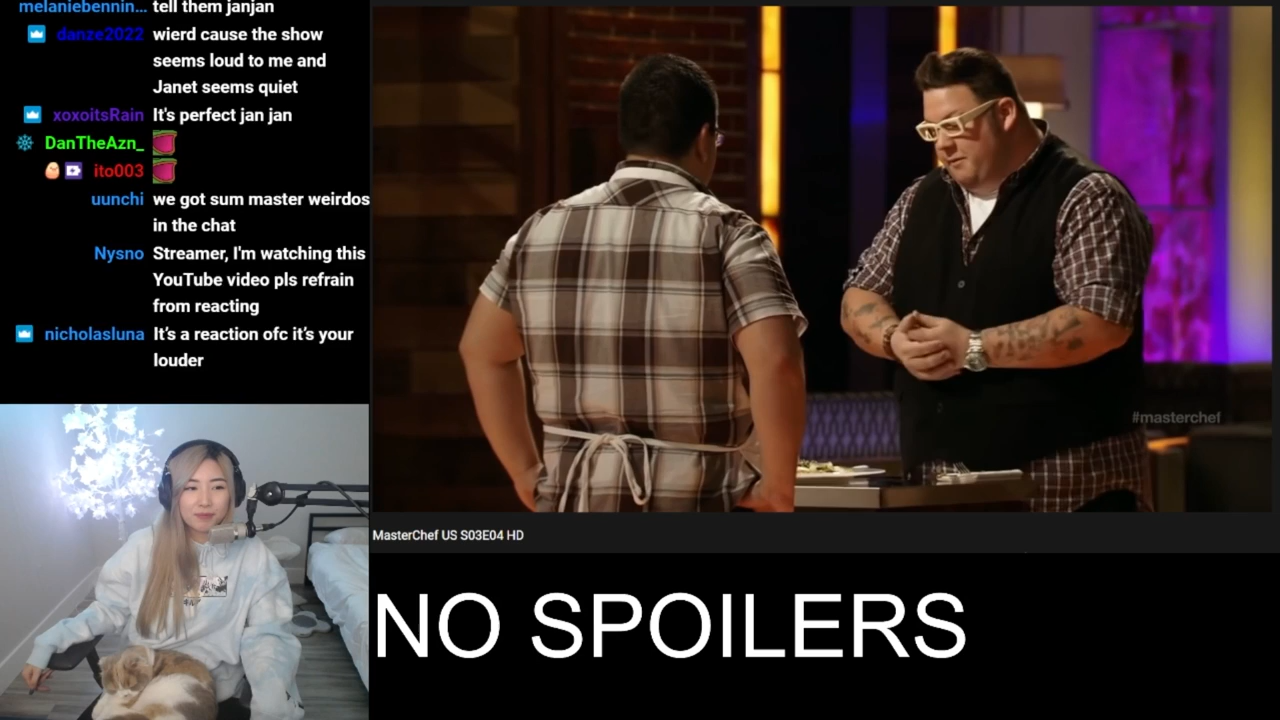 melaniebennin... tell them janjan
danze2022 wierd cause the show
seems loud to me and
Janet seems quiet
xoxoitsRain It's perfect jan jan
DanTheAzn_
ito003
uunchi we got sum master weirdos
in the chat
Nysno Streamer, I'm watching this
YouTube video pls refrain
from reacting
nicholasluna It's a reaction ofc it's your
louder
#masterchef
MasterChef US S03E04 HD
NO SPOILERS